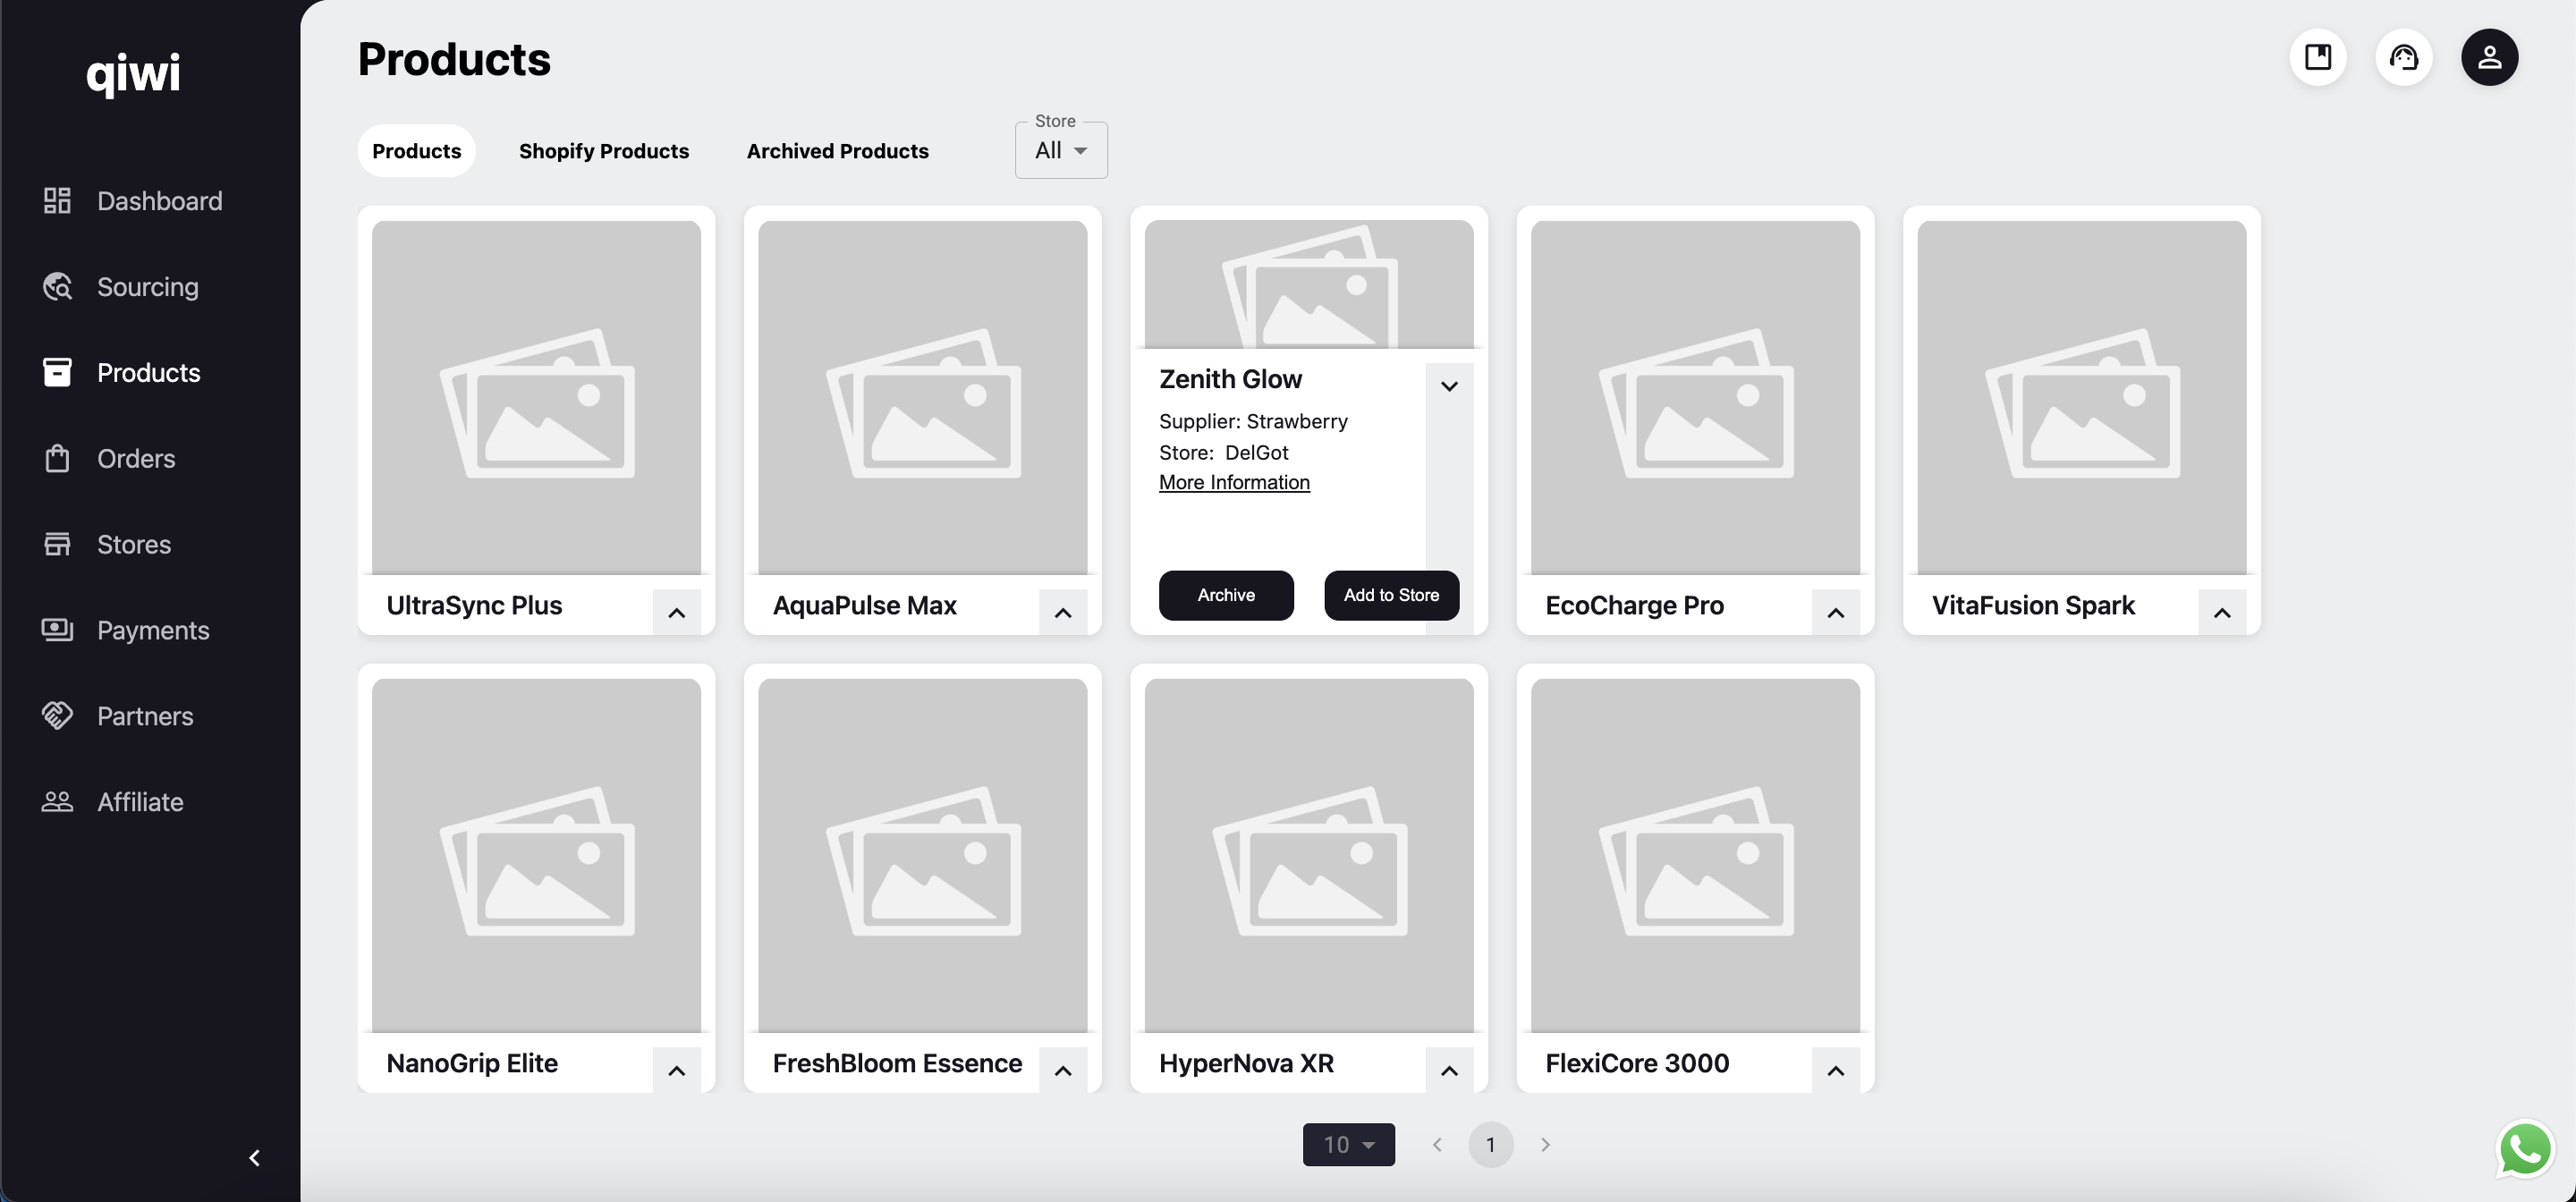 qiwi
Products
Products
Shopify Products
Archived Products
Store
All
Dashboard
Sourcing
Products
Orders
Stores
Payments
Partners
Affiliate
UltraSync Plus
AquaPulse Max
Zenith Glow
Supplier: Strawberry
Store: DelGot
More Information
Archive
Add to Store
EcoCharge Pro
VitaFusion Spark
NanoGrip Elite
FreshBloom Essence
HyperNova XR
FlexiCore 3000
10
1